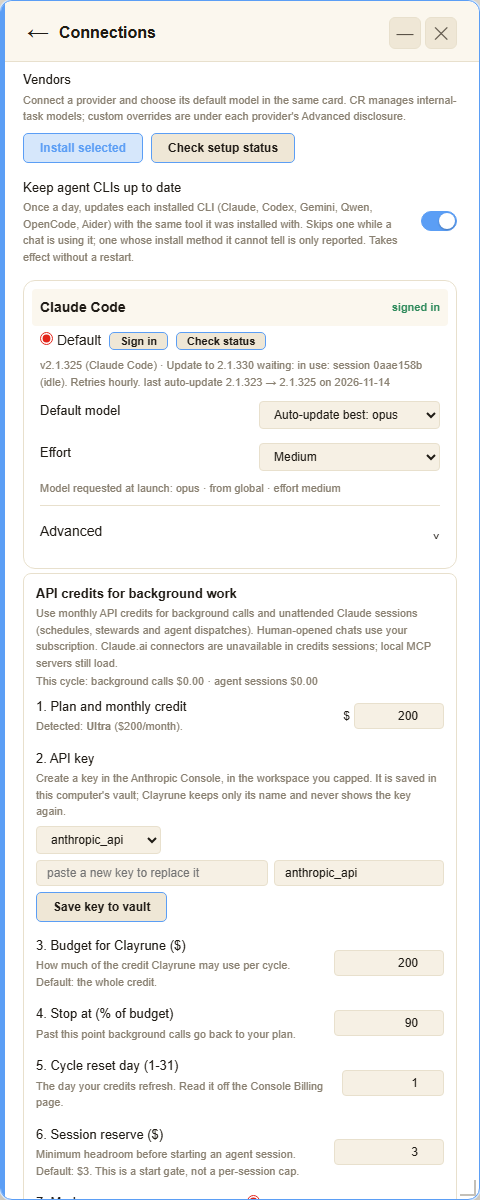 ← Connections
Vendors
Connect a provider and choose its default model in the same card. CR manages internal-
task models; custom overrides are under each provider's Advanced disclosure.
Install selected Check setup status
Keep agent CLIs up to date
Once a day, updates each installed CLI (Claude, Codex, Gemini, Qwen,
OpenCode, Aider) with the same tool it was installed with. Skips one while a
chat is using it; one whose install method it cannot tell is only reported. Takes
effect without a restart.
Claude Code signed in
Default Sign in Check status
v2.1.325 (Claude Code) · Update to 2.1.330 waiting: in use: session 0aae158b
(idle). Retries hourly. last auto-update 2.1.323 → 2.1.325 on 2026-11-14
Default model Auto-update best: opus
Effort Medium
Model requested at launch: opus · from global · effort medium
Advanced
API credits for background work
Use monthly API credits for background calls and unattended Claude sessions
(schedules, stewards and agent dispatches). Human-opened chats use your
subscription. Claude.ai connectors are unavailable in credits sessions; local MCP
servers still load.
This cycle: background calls $0.00 · agent sessions $0.00
1. Plan and monthly credit $ 200
Detected: Ultra ($200/month).
2. API key
Create a key in the Anthropic Console, in the workspace you capped. It is saved in
this computer's vault; Clayrune keeps only its name and never shows the key
again.
anthropic_api
paste a new key to replace it anthropic_api
Save key to vault
3. Budget for Clayrune ($) 200
How much of the credit Clayrune may use per cycle.
Default: the whole credit.
4. Stop at (% of budget) 90
Past this point background calls go back to your plan.
5. Cycle reset day (1-31) 1
The day your credits refresh. Read it off the Console Billing
page.
6. Session reserve ($) 3
Minimum headroom before starting an agent session.
Default: $3. This is a start gate, not a per-session cap.